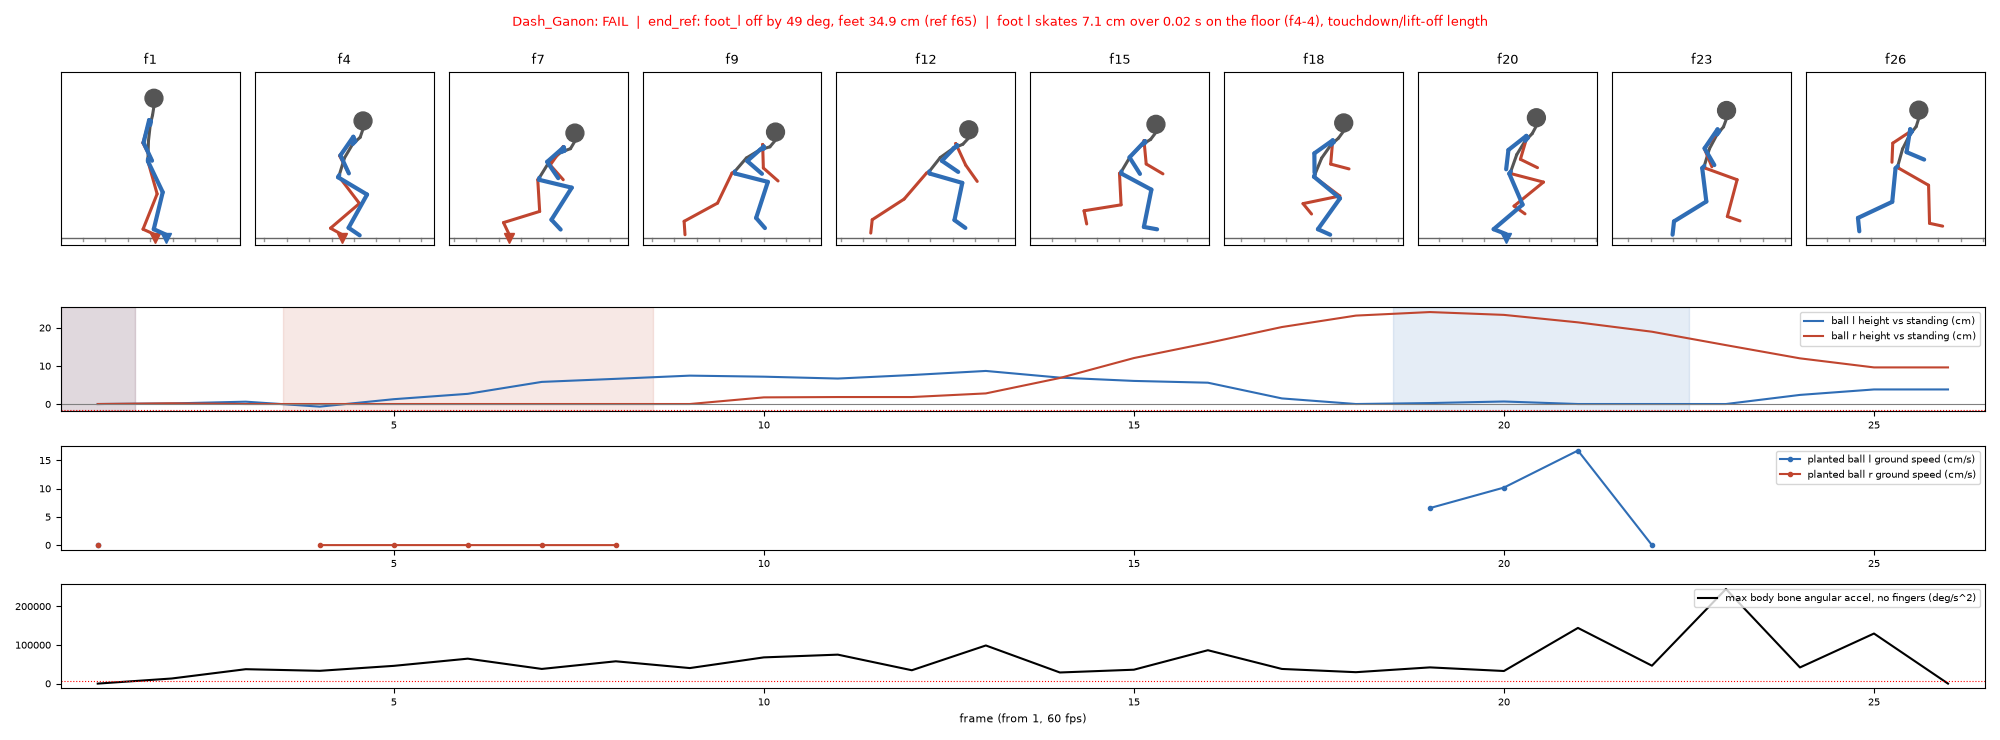 Dash_Ganon: FAIL | end_ref: foot_l off by 49 deg, feet 34.9 cm (ref f65) | foot l skates 7.1 cm over 0.02 s on the floor (f4-4), touchdown/lift-off length
f1 f4 f7 f9 f12 f15 f18 f20 f23 f26
20
10
0
ball l height vs standing (cm)
ball r height vs standing (cm)
5 10 15 20 25
15
10
5
0
planted ball l ground speed (cm/s)
planted ball r ground speed (cm/s)
5 10 15 20 25
200000
100000
0
max body bone angular accel, no fingers (deg/s^2)
5 10 15 20 25
frame (from 1, 60 fps)